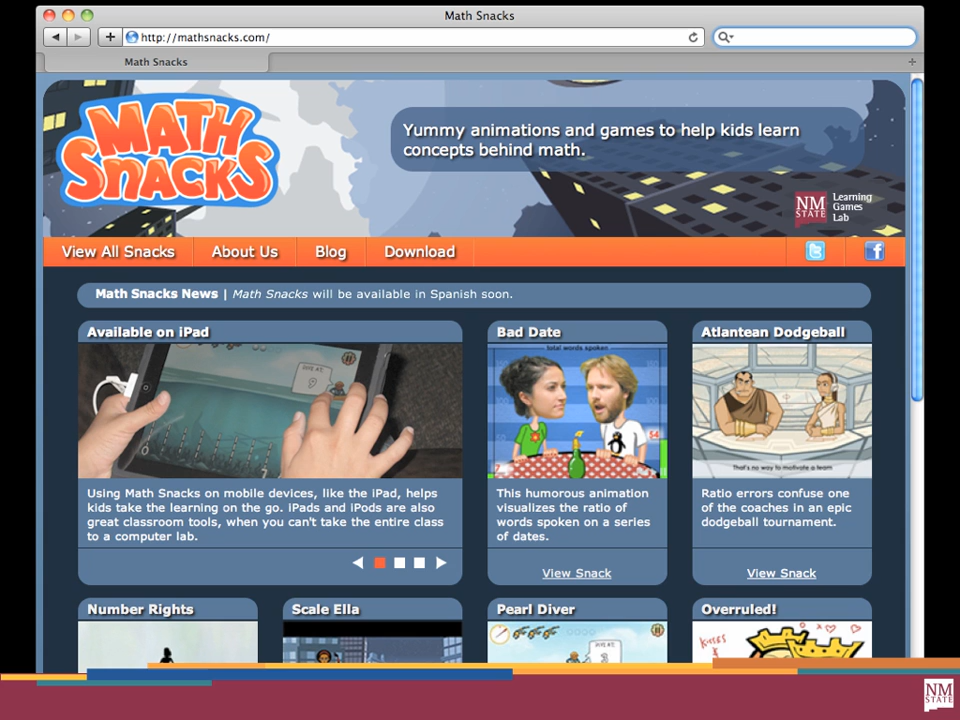 Math Snacks
http://mathsnacks.com/
Math Snacks
MATH
SNACKS
Yummy animations and games to help kids learn
concepts behind math.
NM
STATE
Learning
Games
Lab
View All Snacks
About Us
Blog
Download
Math Snacks News | Math Snacks will be available in Spanish soon.
Available on iPad
Using Math Snacks on mobile devices, like the iPad, helps
kids take the learning on the go. iPads and iPods are also
great classroom tools, when you can't take the entire class
to a computer lab.
Bad Date
total words spoken
54
This humorous animation
visualizes the ratio of
words spoken on a series
of dates.
View Snack
Atlantean Dodgeball
That's no way to motivate a team
Ratio errors confuse one
of the coaches in an epic
dodgeball tournament.
View Snack
Number Rights
Scale Ella
Pearl Diver
Overruled!
NM
STATE